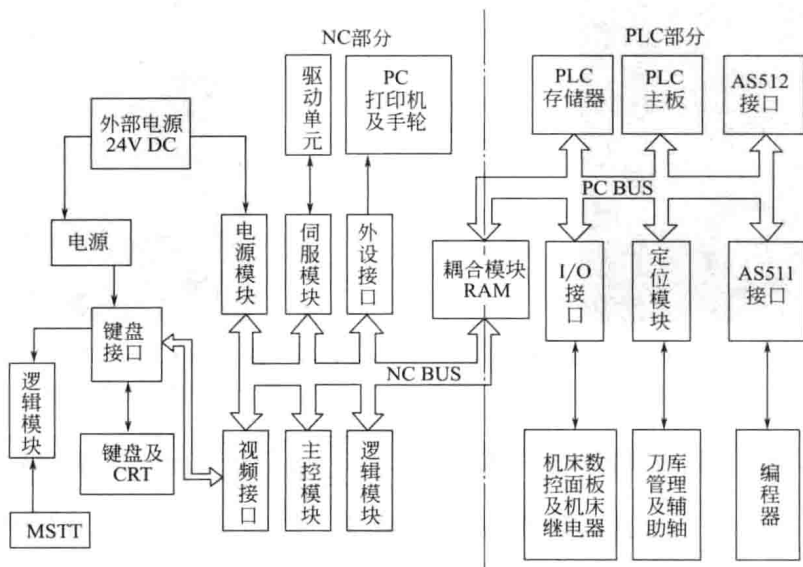 NC部分
PLC部分
外部电源
24V DC
驱动单元
PC
打印机
及手轮
PLC
存储器
PLC
主板
AS512
接口
PC BUS
电源
电源模块
伺服模块
外设接口
耦合模块
RAM
I/O
接口
定位模块
AS511
接口
键盘
接口
逻辑模块
NC BUS
键盘及
CRT
视频接口
主控模块
逻辑模块
机床数
控面板
及机床
继电器
刀库
管理
及辅
助轴
编程器
MSTT